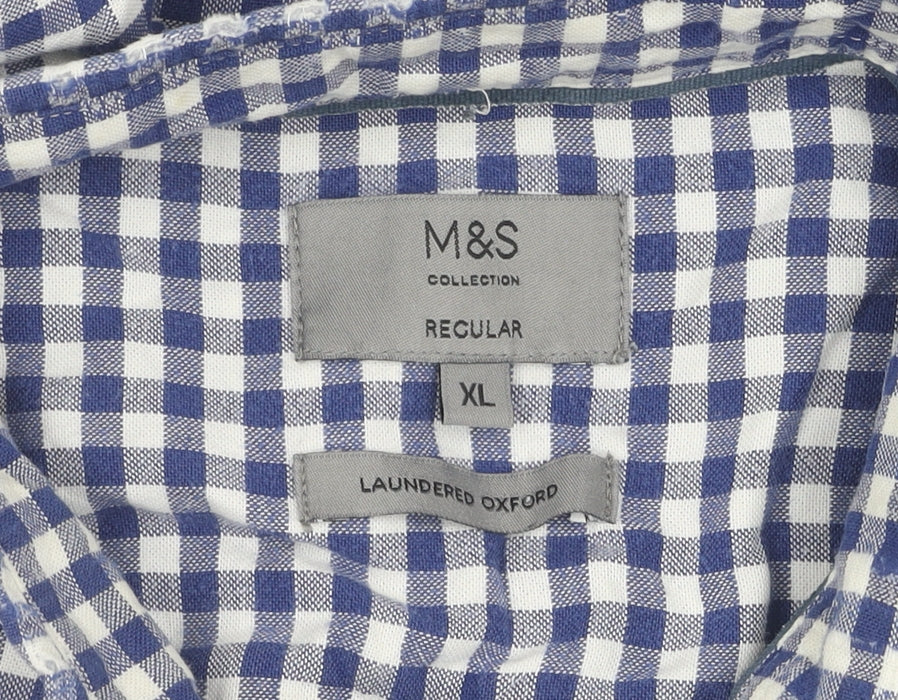 M&S
COLLECTION
REGULAR
XL
LAUNDERED OXFORD